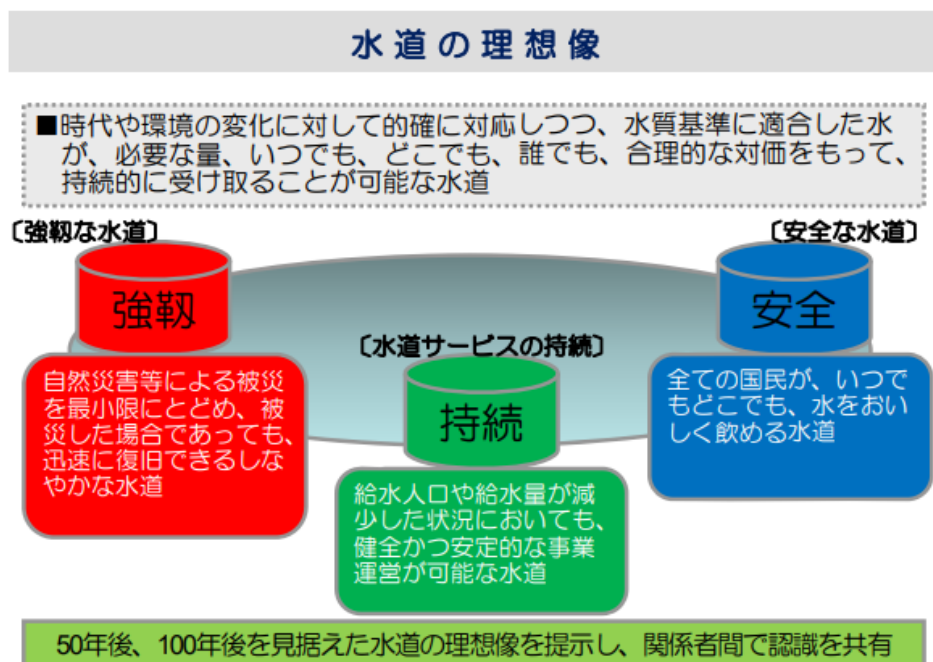 水道の理想像
■時代や環境の変化に対して的確に対応しつつ、水質基準に適合した水
が、必要な量、いつでも、どこでも、誰でも、合理的な対価をもって、
持続的に受け取ることが可能な水道
〔強靱な水道〕
強靱
自然災害等による被災
を最小限にとどめ、被
災した場合であっても、
迅速に復旧できるしな
やかな水道
〔水道サービスの持続〕
持続
給水人口や給水量が減
少した状況においても、
健全かつ安定的な事業
運営が可能な水道
〔安全な水道〕
安全
全ての国民が、いつで
もどこでも、水をおい
しく飲める水道
50年後、100年後を見据えた水道の理想像を提示し、関係者間で認識を共有